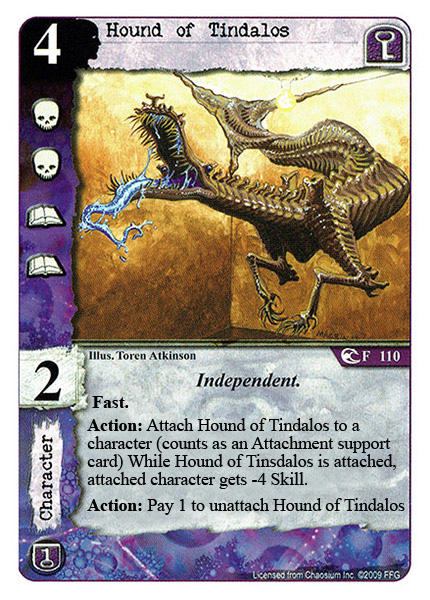 4
Hound of Tindalos
Illus. Toren Atkinson
F 110
2
Independent.
Fast.
Action: Attach Hound of Tindalos to a
character (counts as an Attachment support
card) While Hound of Tinsdalos is attached,
attached character gets -4 Skill.
Action: Pay 1 to unattach Hound of Tindalos
Character
1
Licensed from Chaosium Inc. ©2009 FFG